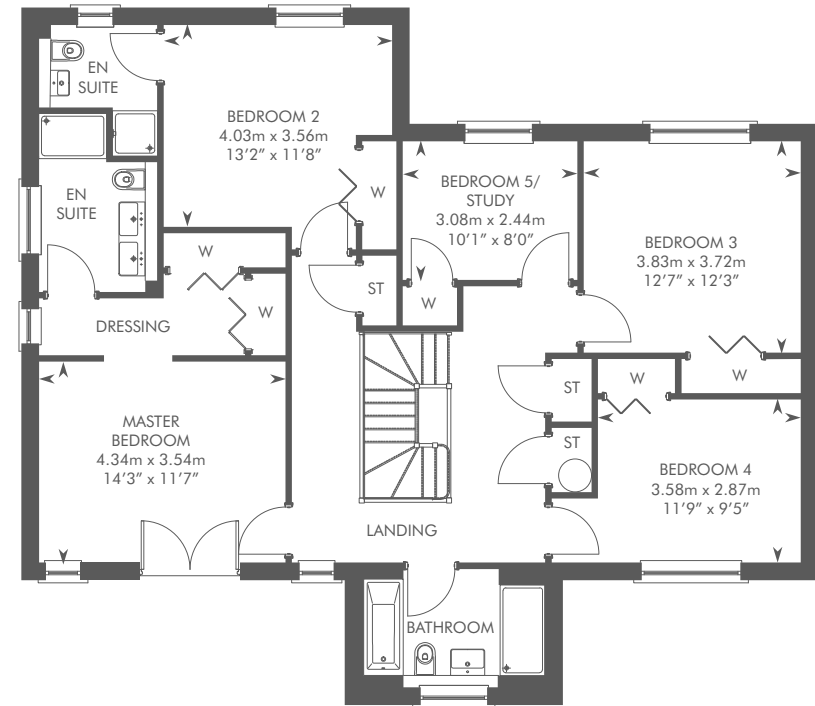 EN
SUITE
BEDROOM 2
4.03m x 3.56m
13’2” x 11’8”
W
EN
SUITE
W
W
DRESSING
ST
BEDROOM 5/
STUDY
3.08m x 2.44m
10’1” x 8’0”
W
BEDROOM 3
3.83m x 3.72m
12’7” x 12’3”
W
W
ST
ST
MASTER
BEDROOM
4.34m x 3.54m
14’3” x 11’7”
BEDROOM 4
3.58m x 2.87m
11’9” x 9’5”
LANDING
BATHROOM